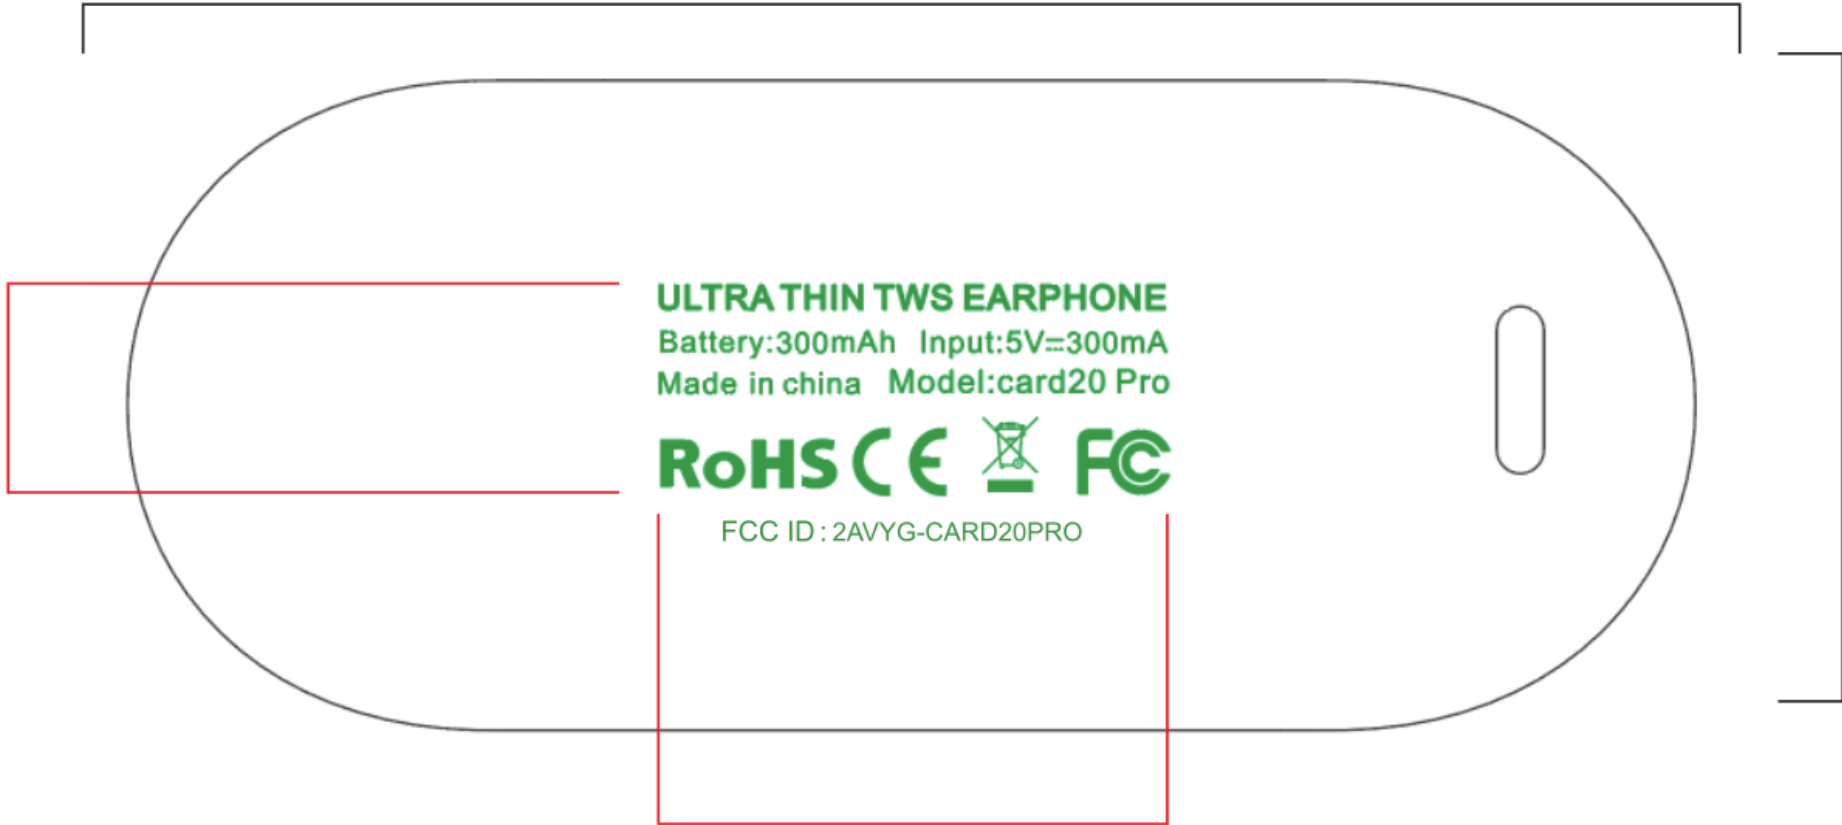 ULTRA THIN TWS EARPHONE
Battery:300mAh Input:5V⎓300mA
Made in china Model:card20 Pro
RoHS CE FC
FCC ID : 2AVYG-CARD20PRO